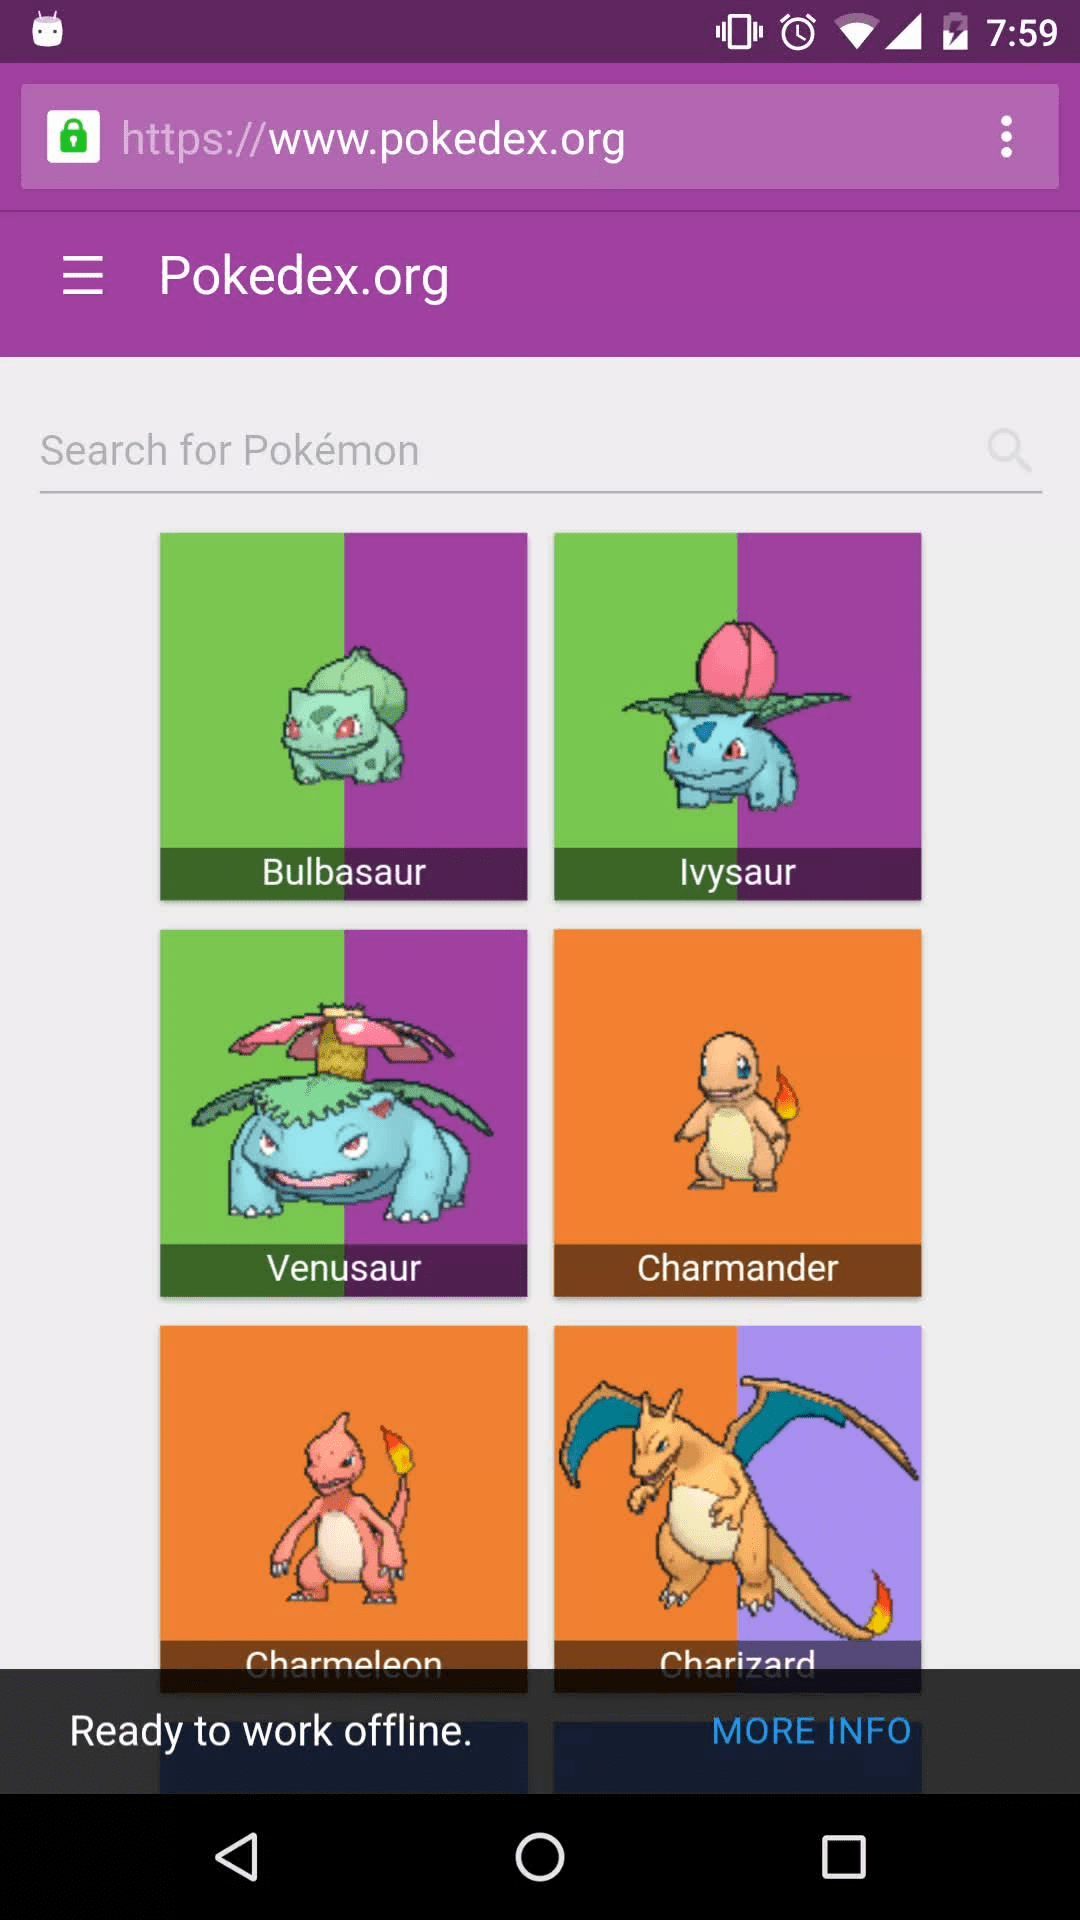 7:59
https://www.pokedex.org
Pokedex.org
Search for Pokémon
Bulbasaur
Ivysaur
Venusaur
Charmander
Charmeleon
Charizard
Ready to work offline.
MORE INFO